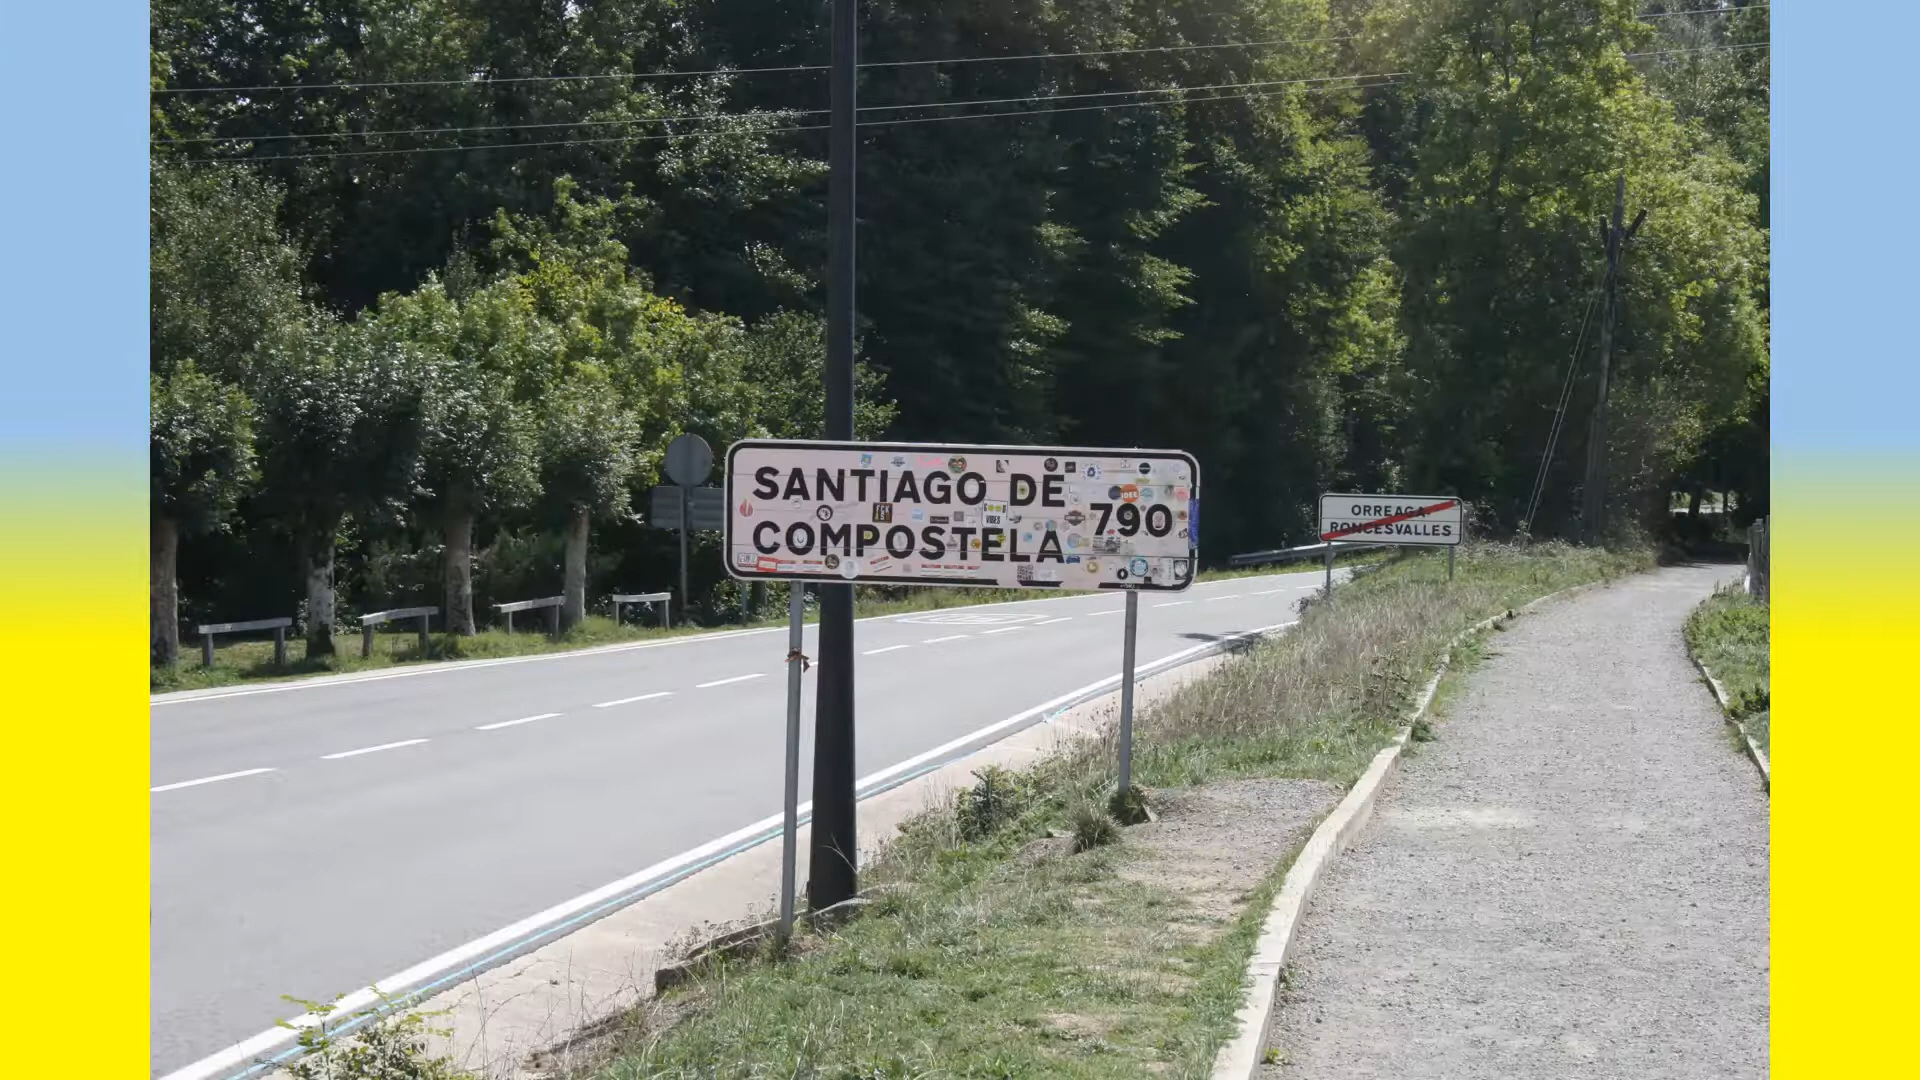 SANTIAGO DE
COMPOSTELA
790
ORREAGA-
RONCESVALLES